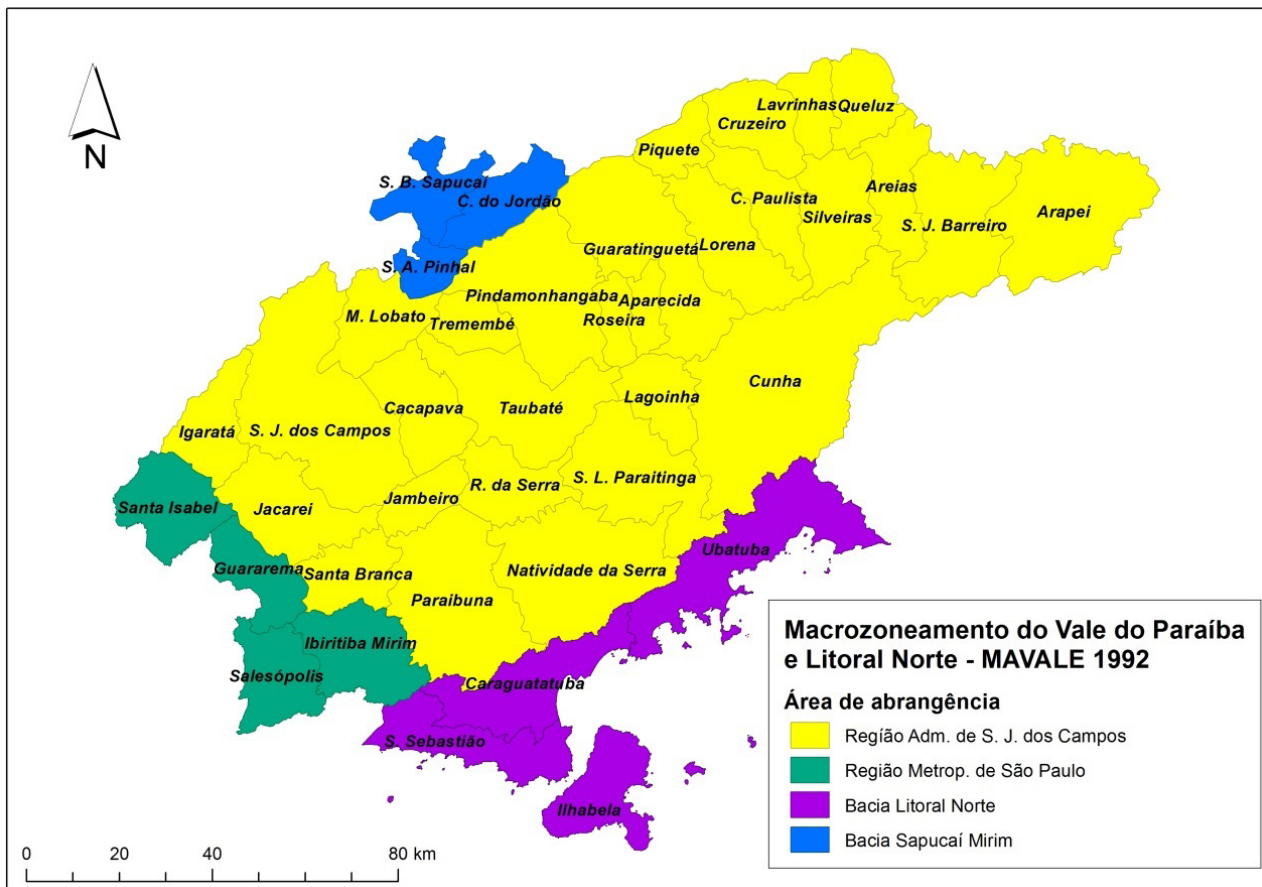 N
Lavrinhas
Queluz
Cruzeiro
Piquete
S. B. Sapucaí
C. do Jordão
C. Paulista
Areias
Silveiras
S. J. Barreiro
Arapei
Guaratinguetá
Lorena
S. A. Pinhal
Pindamonhangaba
Aparecida
M. Lobato
Tremembé
Roseira
Cunha
Lagoinha
Cacapava
Taubaté
Igaratá
S. J. dos Campos
R. da Serra
S. L. Paraitinga
Jambeiro
Santa Isabel
Jacarei
Ubatuba
Guararema
Santa Branca
Natividade da Serra
Paraibuna
Ibiritiba Mirim
Salesópolis
Caraguatatuba
S. Sebastião
Ilhabela
Macrozoneamento do Vale do Paraíba
e Litoral Norte - MAVALE 1992
Área de abrangência
Região Adm. de S. J. dos Campos
Região Metrop. de São Paulo
Bacia Litoral Norte
Bacia Sapucaí Mirim
0 20 40 80 km